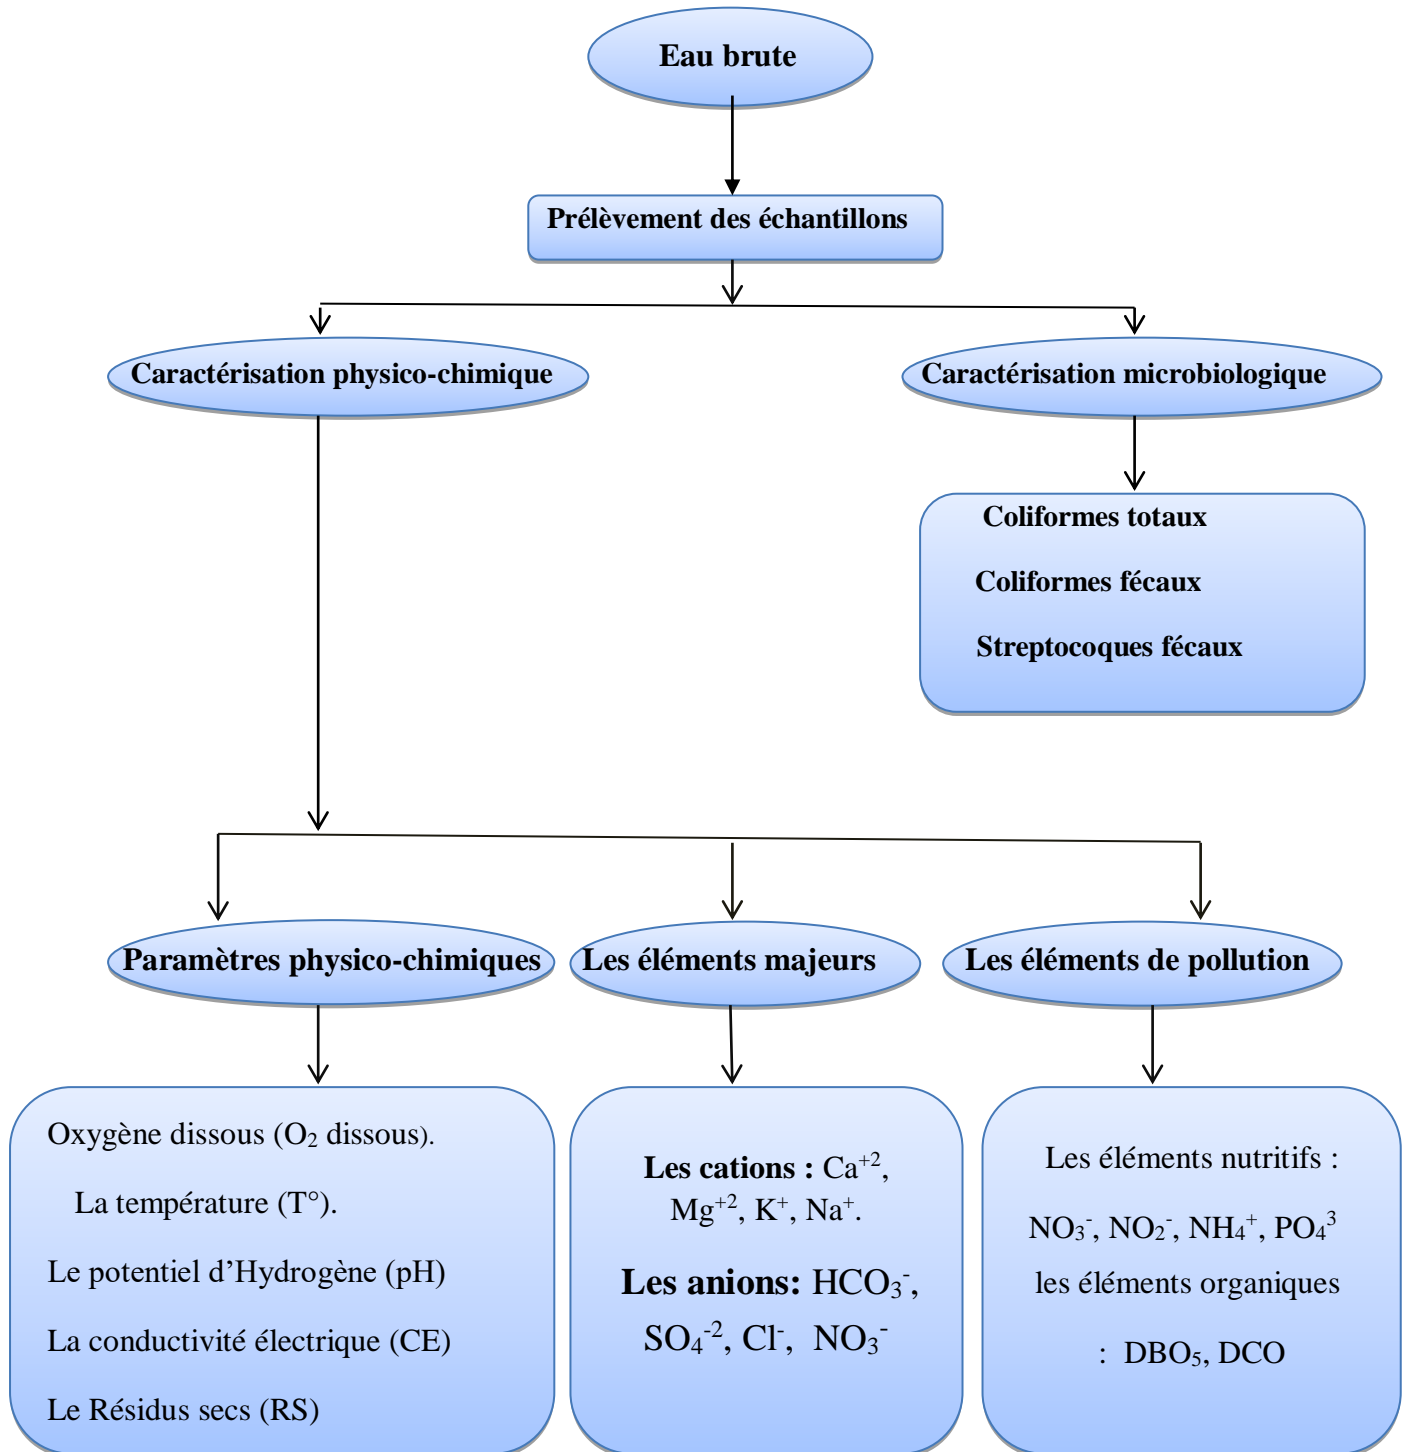 Eau brute
Prélèvement des échantillons
Caractérisation physico-chimique
Caractérisation microbiologique
Coliformes totaux
Coliformes fécaux
Streptocoques fécaux
Paramètres physico-chimiques
Les éléments majeurs
Les éléments de pollution
Oxygène dissous (O₂ dissous).
La température (T°).
Le potentiel d’Hydrogène (pH)
La conductivité électrique (CE)
Le Résidus secs (RS)
Les cations : Ca⁺², 
Mg⁺², K⁺, Na⁺.
Les anions: HCO₃⁻,
SO₄⁻², Cl⁻, NO₃⁻
Les éléments nutritifs :
NO₃⁻, NO₂⁻, NH₄⁺, PO₄³
les éléments organiques
: DBO₅, DCO